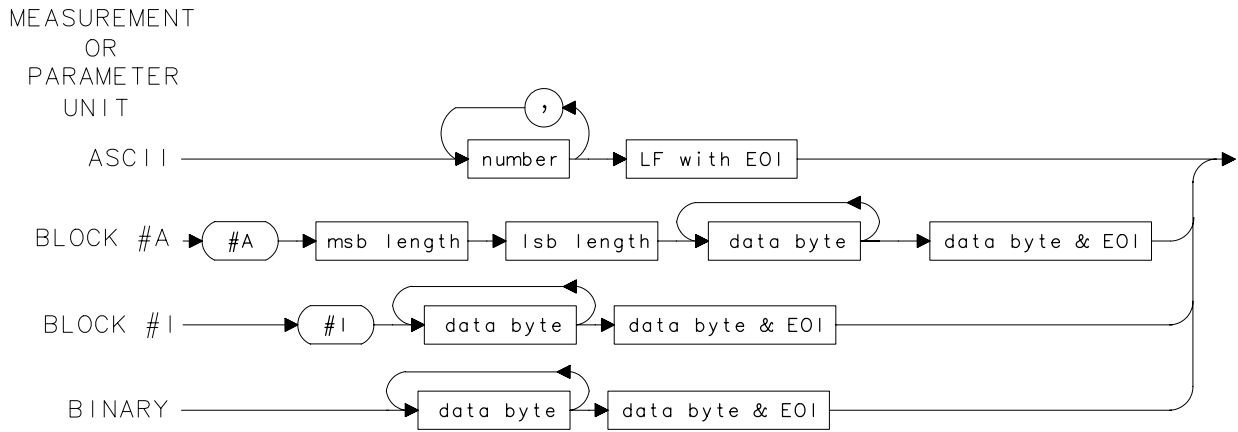 MEASUREMENT
OR
PARAMETER
UNIT
,
ASCII number LF with EOI
BLOCK #A #A msb length lsb length data byte data byte & EOI
BLOCK #I #I data byte data byte & EOI
BINARY data byte data byte & EOI